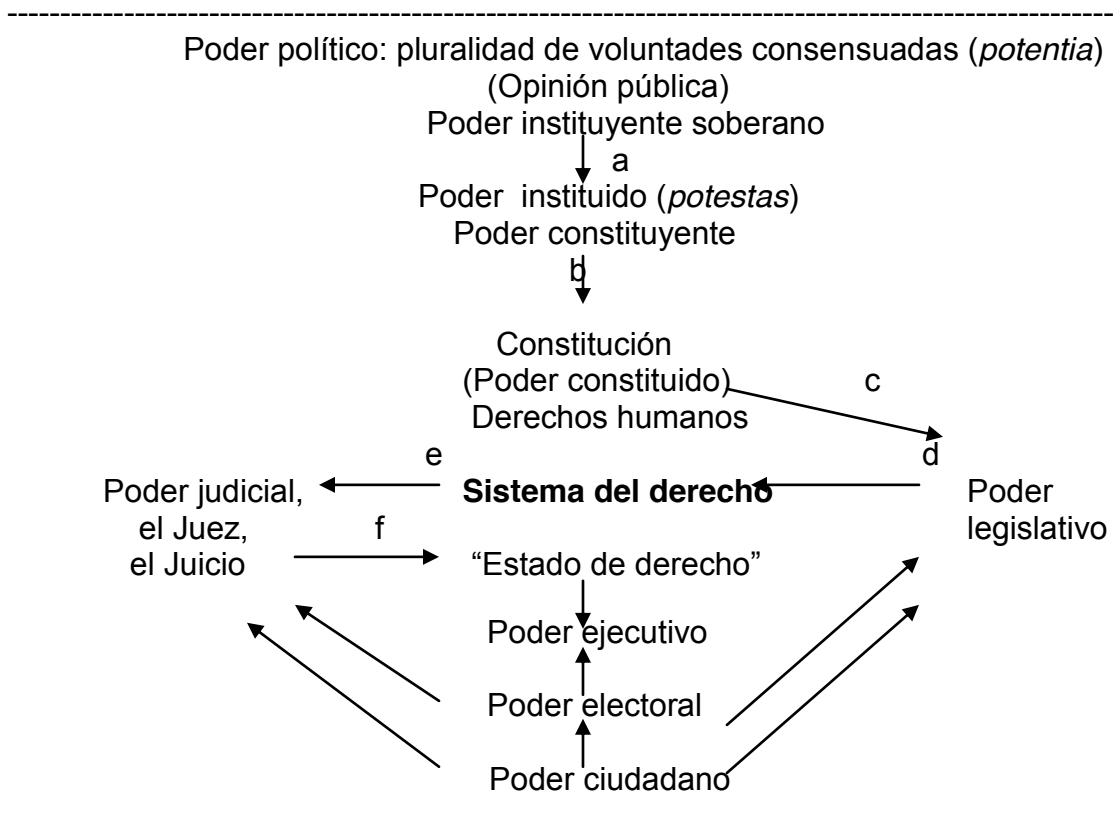 Poder político: pluralidad de voluntades consensuadas (potentia)
(Opinión pública)
Poder instituyente soberano
a
Poder instituido (potestas)
Poder constituyente
b
Constitución
(Poder constituido)
c
Derechos humanos
e
d
Poder judicial,
el Juez,
el Juicio
Sistema del derecho
Poder
legislativo
f
“Estado de derecho”
Poder ejecutivo
Poder electoral
Poder ciudadano